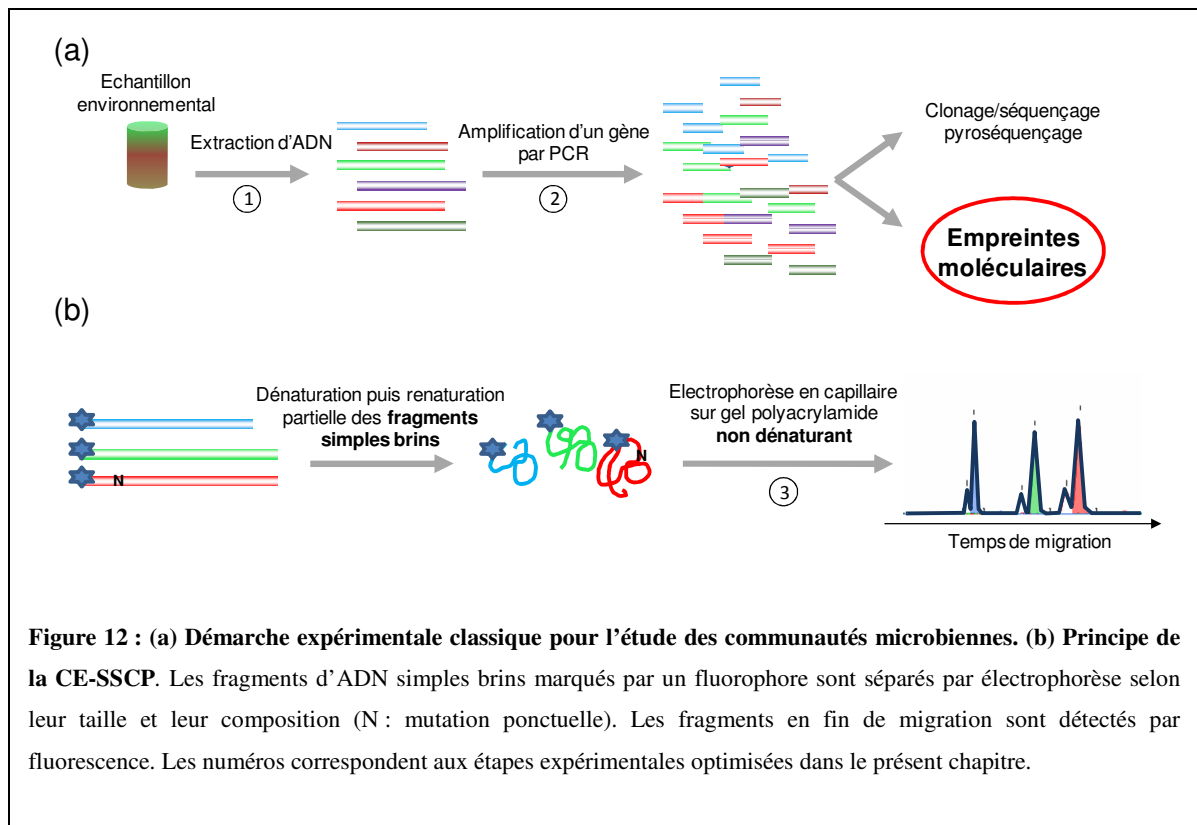 (a)
Echantillon
environnemental
Extraction d'ADN
1
Amplification d'un gène
par PCR
2
Clonage/séquençage
pyroséquençage
Empreintes
moléculaires
(b)
N
Dénaturation puis renaturation
partielle des fragments
simples brins
N
Electrophorèse en capillaire
sur gel polyacrylamide
non dénaturant
3
Temps de migration
Figure 12 : (a) Démarche expérimentale classique pour l'étude des communautés microbiennes. (b) Principe de
la CE-SSCP. Les fragments d'ADN simples brins marqués par un fluorophore sont séparés par électrophorèse selon
leur taille et leur composition (N : mutation ponctuelle). Les fragments en fin de migration sont détectés par
fluorescence. Les numéros correspondent aux étapes expérimentales optimisées dans le présent chapitre.